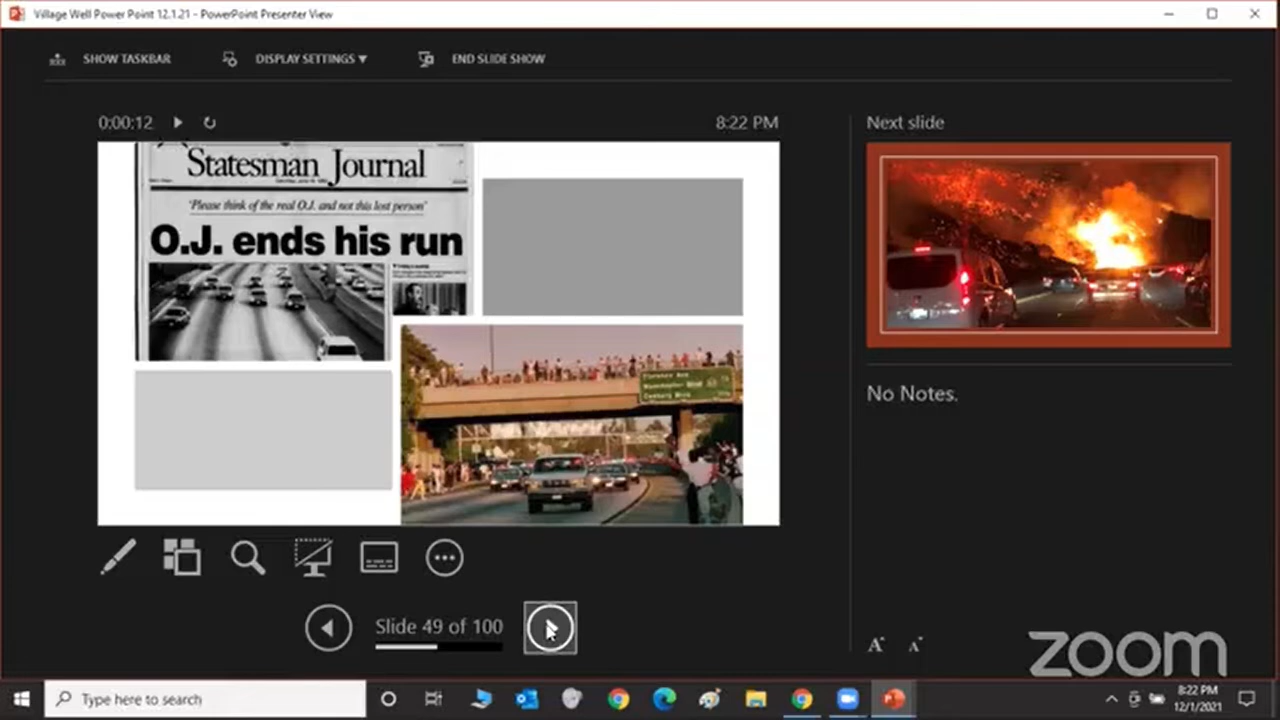 Village Well Power Point 12.1.21 - PowerPoint Presenter View
SHOW TASKBAR
DISPLAY SETTINGS
END SLIDE SHOW
0:00:12
8:22 PM
Next slide
Statesman Journal
'Please think of the real O.J. and not this lost person'
O.J. ends his run
Century Blvd
No Notes.
Slide 49 of 100
A A
zoom
Type here to search
8:22 PM
12/1/2021